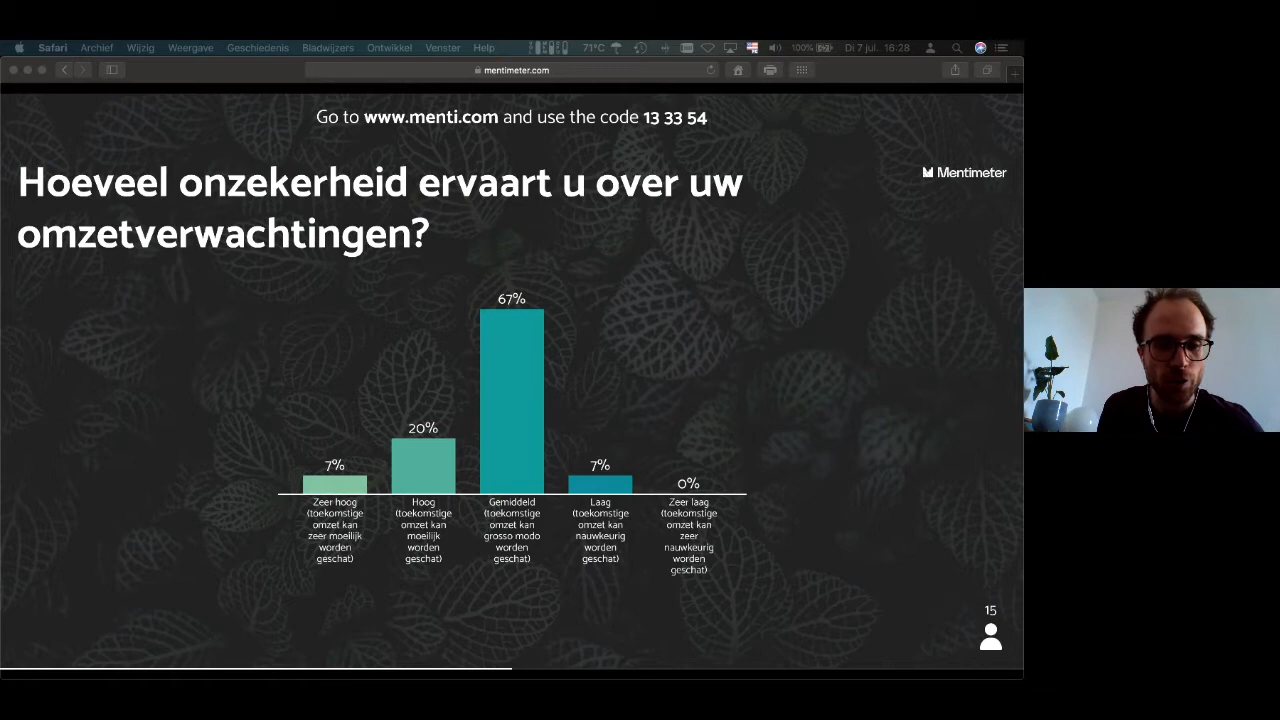 Safari Archief Wijzig Weergave Geschiedenis Bladwijzers Ontwikkel Venster Help 71°C 100% Di 7 jul. 16:28
mentimeter.com
Go to www.menti.com and use the code 13 33 54
Hoeveel onzekerheid ervaart u over uw
omzetverwachtingen?
Mentimeter
7%
20%
67%
7%
0%
Zeer hoog
(toekomstige
omzet kan
zeer moeilijk
worden
geschat)
Hoog
(toekomstige
omzet kan
moeilijk
worden
geschat)
Gemiddeld
(toekomstige
omzet kan
grosso modo
worden
geschat)
Laag
(toekomstige
omzet kan
nauwkeurig
worden
geschat)
Zeer laag
(toekomstige
omzet kan
zeer
nauwkeurig
worden
geschat)
15